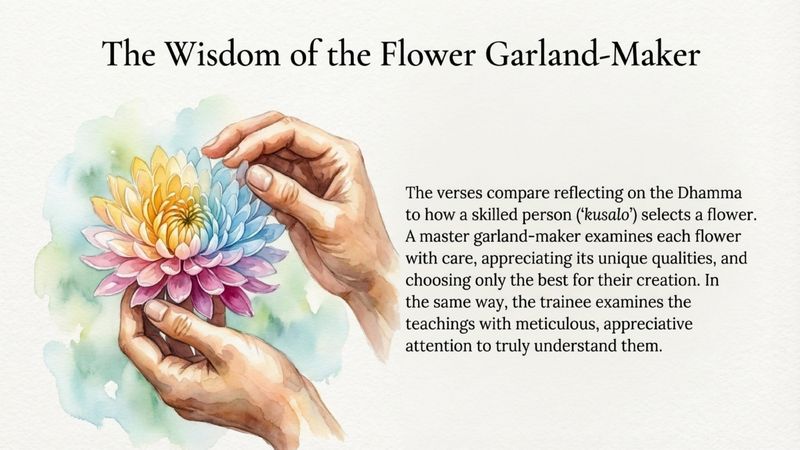 The Wisdom of the Flower Garland-Maker
The verses compare reflecting on the Dhamma
to how a skilled person (‘kusalo’) selects a flower.
A master garland-maker examines each flower
with care, appreciating its unique qualities, and
choosing only the best for their creation. In
the same way, the trainee examines the
teachings with meticulous, appreciative
attention to truly understand them.